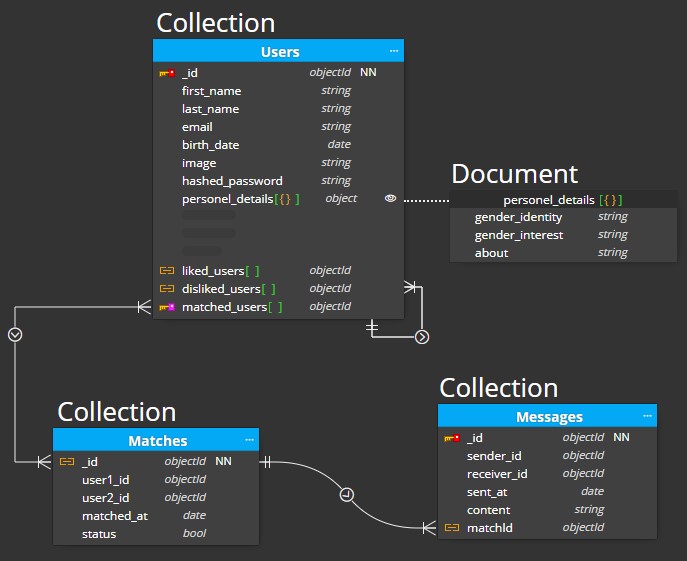 Collection
Users ...
_id objectId NN
first_name string
last_name string
email string
birth_date date
image string
hashed_password string
personel_details[{} ] object
liked_users[ ] objectId
disliked_users[ ] objectId
matched_users[ ] objectId
Document
personel_details [{}]
gender_identity string
gender_interest string
about string
Collection
Matches ...
_id objectId NN
user1_id objectId
user2_id objectId
matched_at date
status bool
Collection
Messages ...
_id objectId NN
sender_id objectId
receiver_id objectId
sent_at date
content string
matchId objectId